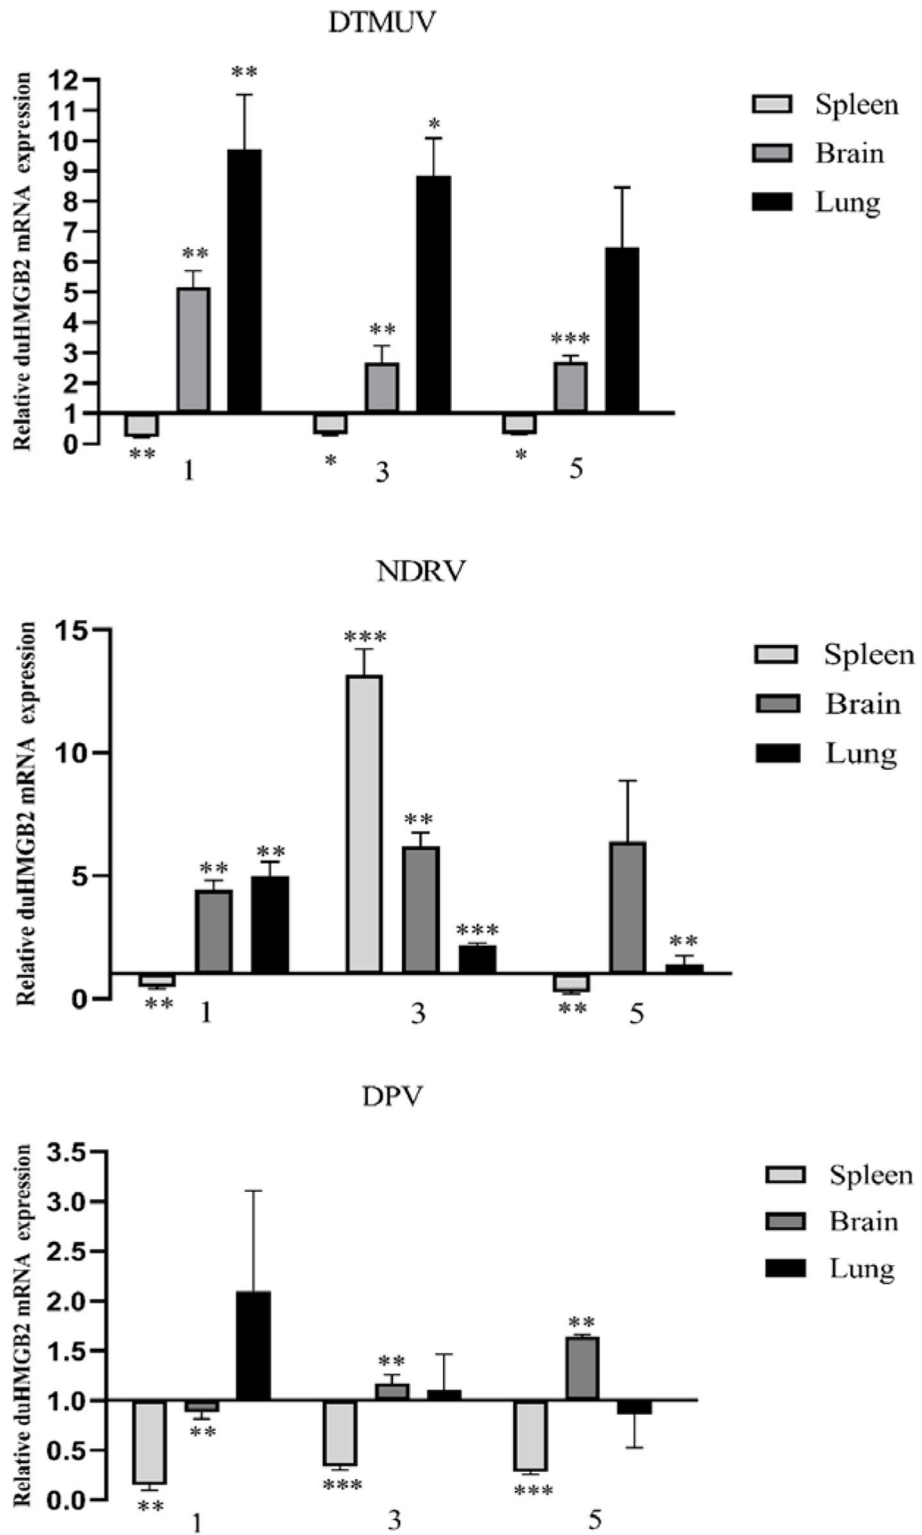 DTMUV
Relative duHMGB2 mRNA expression
12
11
10
9
8
7
6
5
4
3
2
1
0
** ** **
* ** *
* ***
1 3 5
Spleen
Brain
Lung
NDRV
Relative duHMGB2 mRNA expression
15
10
5
0
** ** **
*** ** ***
** **
1 3 5
Spleen
Brain
Lung
DPV
Relative duHMGB2 mRNA expression
3.5
3.0
2.5
2.0
1.5
1.0
0.5
0.0
** **
*** **
*** **
1 3 5
Spleen
Brain
Lung